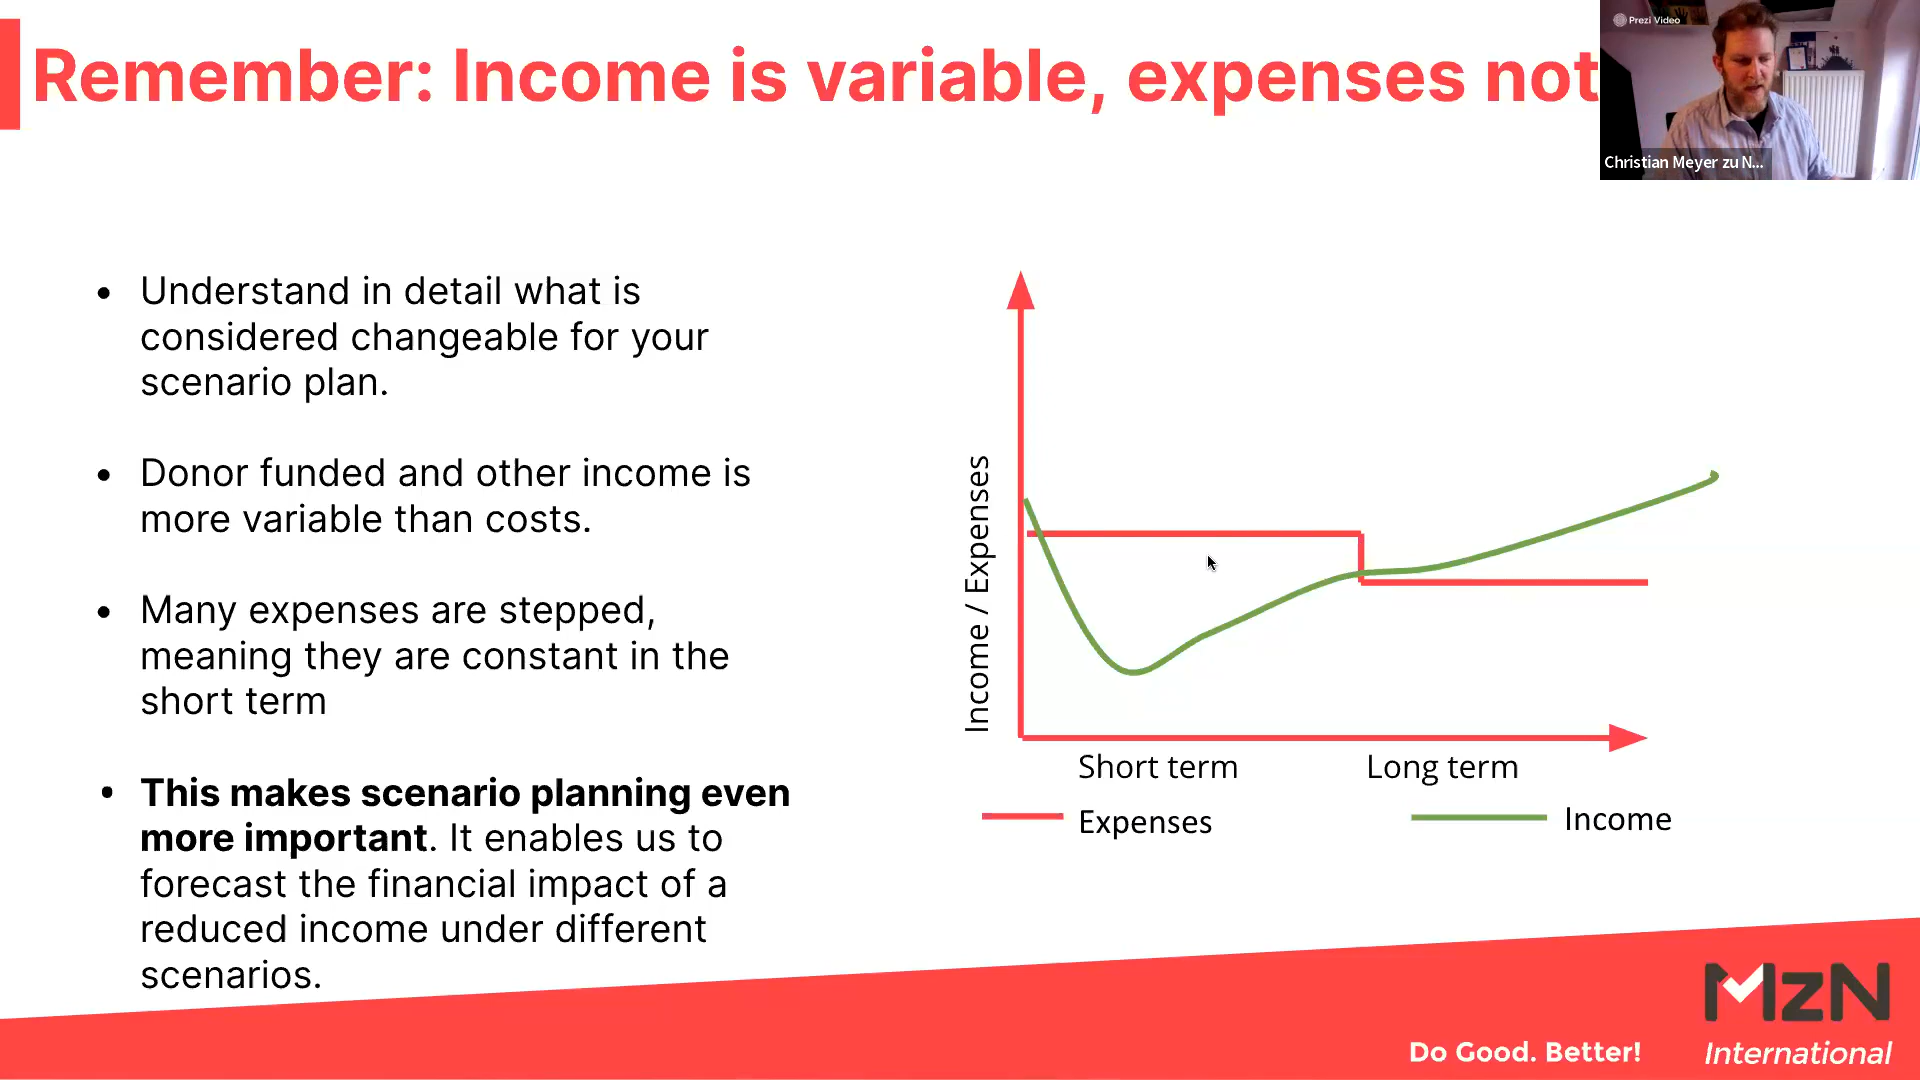 Remember: Income is variable, expenses not
Prezi Video
Christian Meyer zu N...
• Understand in detail what is
considered changeable for your
scenario plan.
• Donor funded and other income is
more variable than costs.
• Many expenses are stepped,
meaning they are constant in the
short term
• This makes scenario planning even
more important. It enables us to
forecast the financial impact of a
reduced income under different
scenarios.
Income / Expenses
Short term
Long term
Expenses
Income
Do Good. Better!
MzN
International